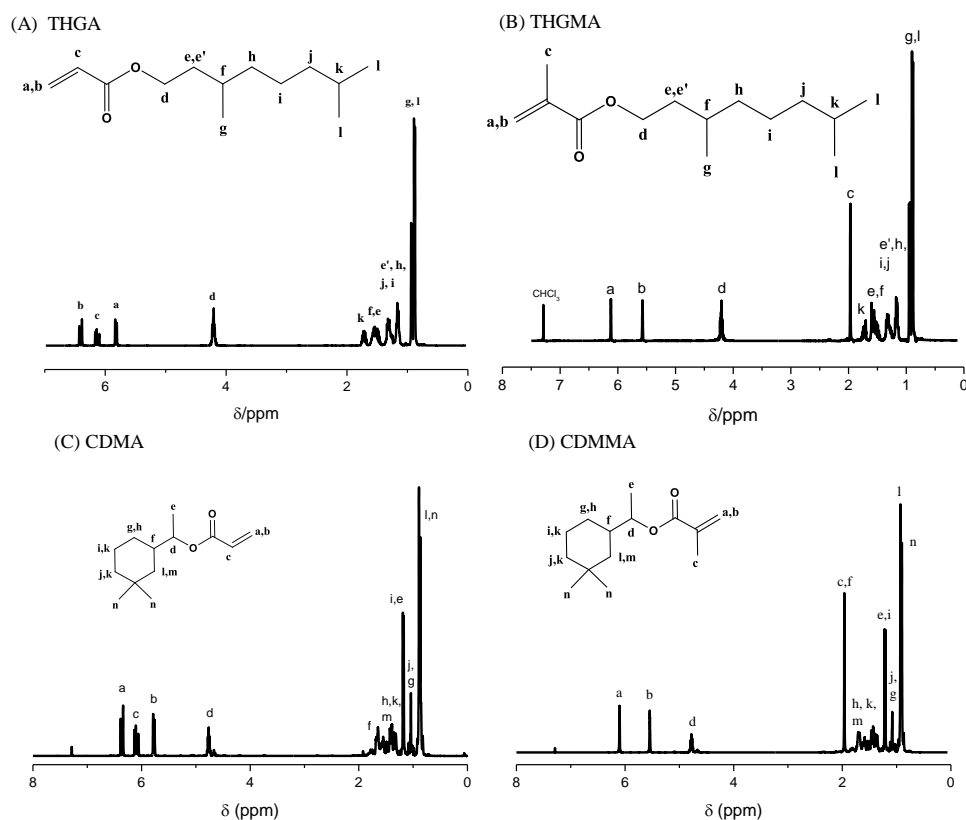 (A) THGA
c
a,b
O
O
d
e,e'
f
g
h
i
j
k
l
l
g, l
b
c
a
d
e', h,
j, i
k
f,e
6
4
2
0
δ/ppm
(B) THGMA
c
a,b
O
O
d
e,e'
f
g
h
i
j
k
l
l
g,l
CHCl3
a
b
d
c
e',h,
i,j
e,f
k
8
7
6
5
4
3
2
1
0
δ/ppm
(C) CDMA
e
g,h
f
d
O
O
a,b
c
i,k
j,k
l,m
n
n
l,n
i,e
a
c
b
d
f
h,k,
m
j,
g
8
6
4
2
0
δ (ppm)
(D) CDMMA
e
g,h
f
d
O
O
a,b
c
i,k
j,k
l,m
n
n
l
n
c,f
e,i
a
b
d
h, k,
m
j,
g
8
6
4
2
0
δ (ppm)